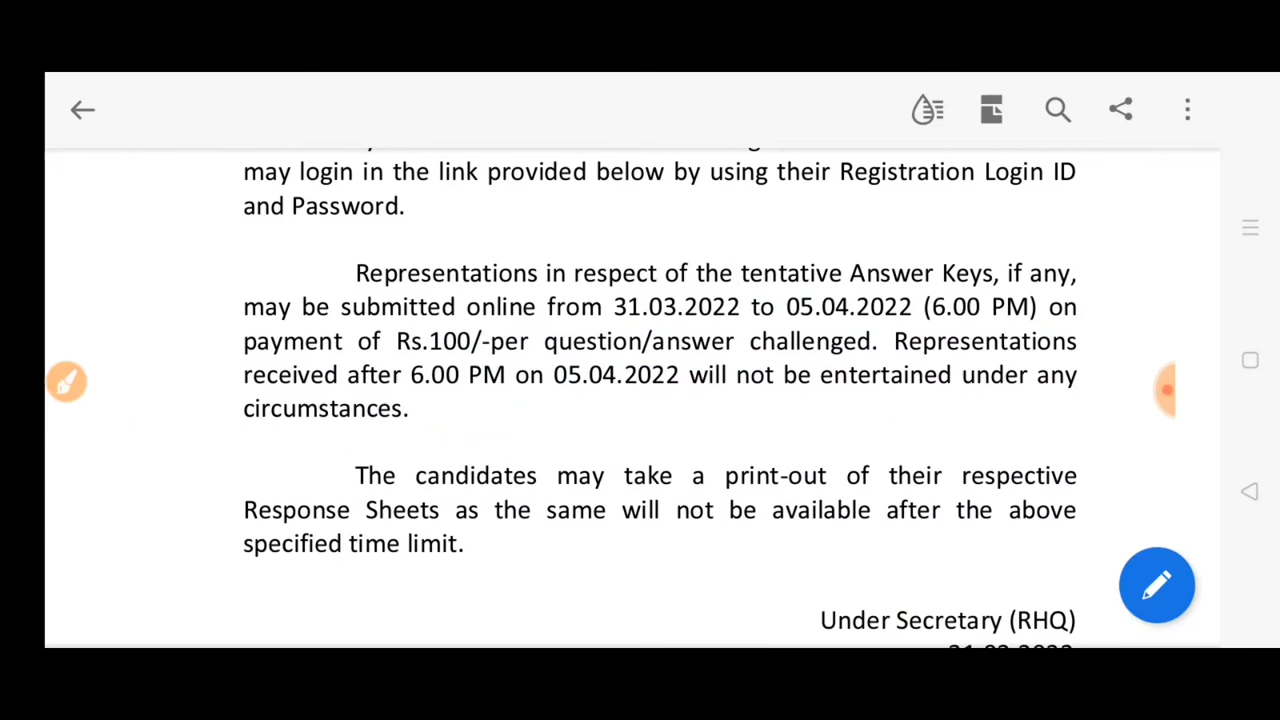 may login in the link provided below by using their Registration Login ID
and Password.
Representations in respect of the tentative Answer Keys, if any,
may be submitted online from 31.03.2022 to 05.04.2022 (6.00 PM) on
payment of Rs.100/-per question/answer challenged. Representations
received after 6.00 PM on 05.04.2022 will not be entertained under any
circumstances.
The candidates may take a print-out of their respective
Response Sheets as the same will not be available after the above
specified time limit.
Under Secretary (RHQ)